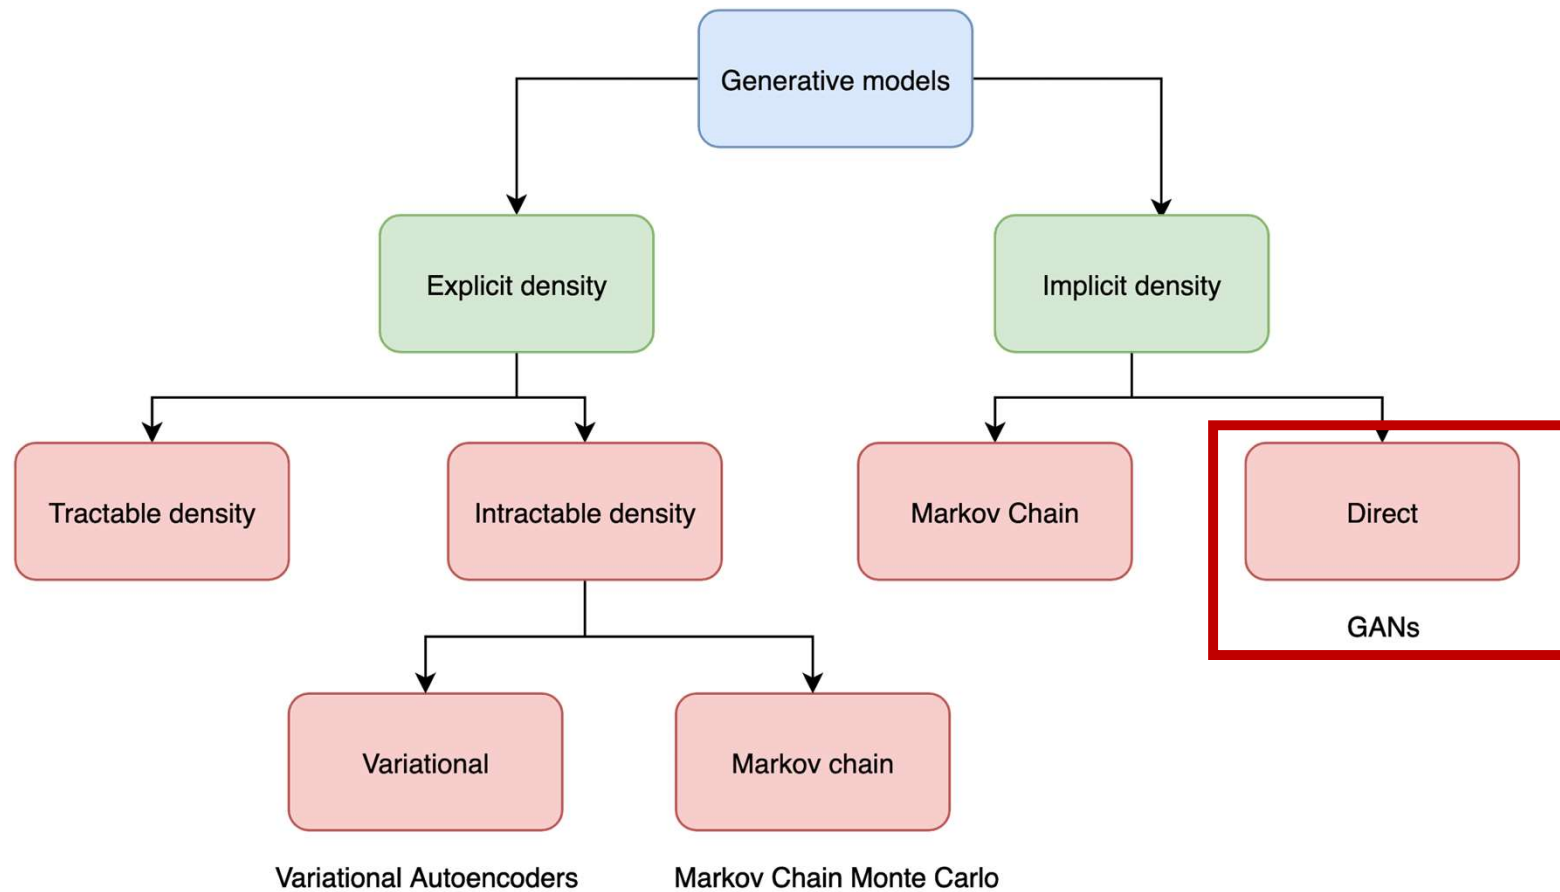 Generative models
Explicit density
Implicit density
Tractable density
Intractable density
Markov Chain
Direct
GANs
Variational
Markov chain
Variational Autoencoders
Markov Chain Monte Carlo